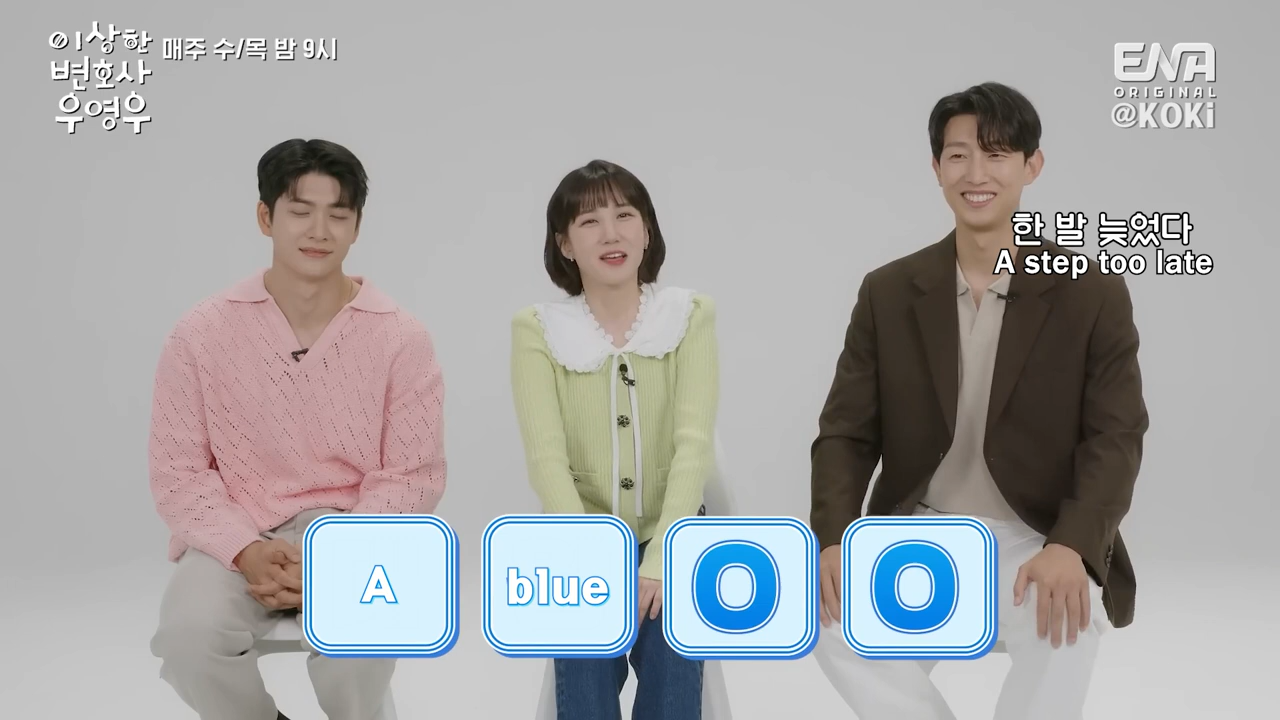 이상한
변호사
우영우
매주 수/목 밤 9시
ENA
ORIGINAL
@KOKi
한 발 늦었다
A step too late
A blue O O